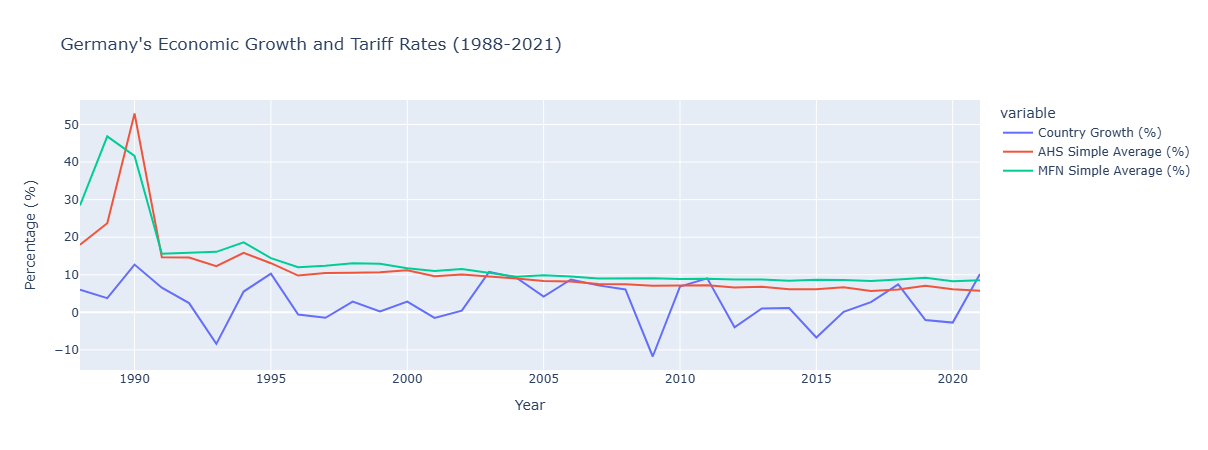 Germany's Economic Growth and Tariff Rates (1988-2021)
variable
Country Growth (%)
AHS Simple Average (%)
MFN Simple Average (%)
Percentage (%)
50
40
30
20
10
0
−10
1990
1995
2000
2005
2010
2015
2020
Year